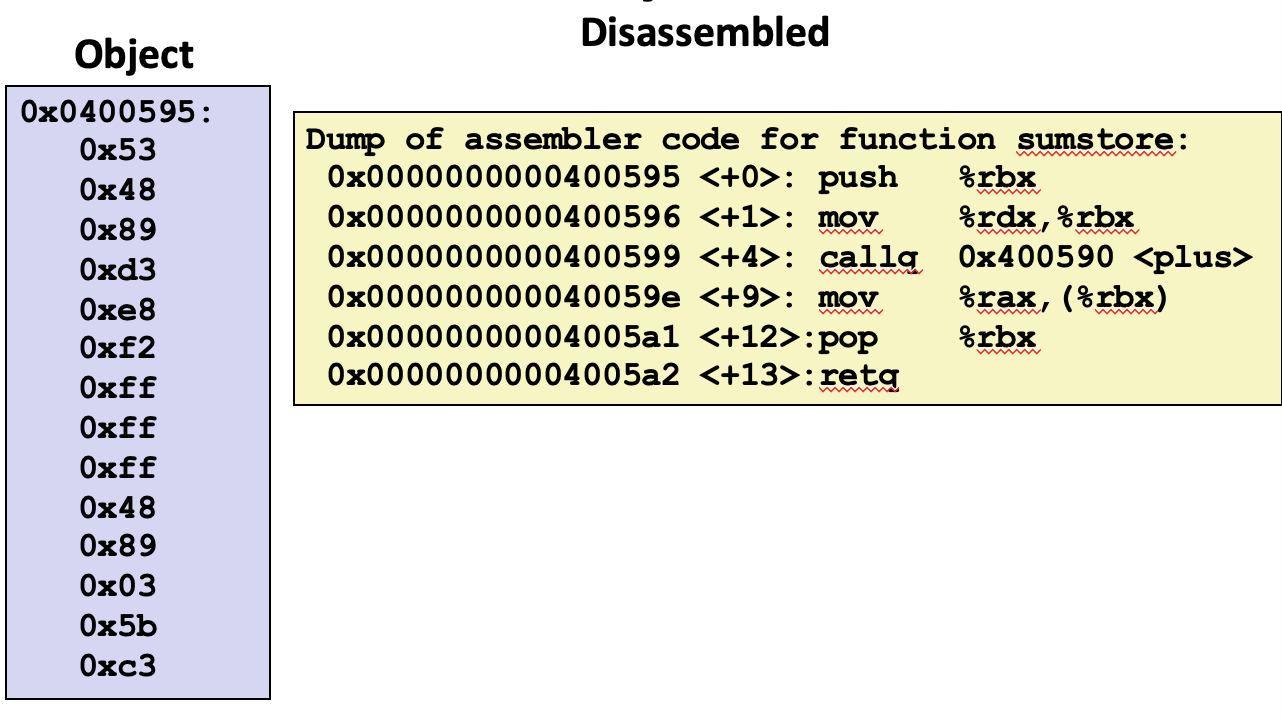 Disassembled
Object
0x0400595:
0x53
0x48
0x89
0xd3
0xe8
0xf2
0xff
0xff
0xff
0x48
0x89
0x03
0x5b
0xc3
Dump of assembler code for function sumstore:
0x0000000000400595 <+0>: push %rbx
0x0000000000400596 <+1>: mov %rdx,%rbx
0x0000000000400599 <+4>: callq 0x400590 <plus>
0x000000000040059e <+9>: mov %rax,(%rbx)
0x00000000004005a1 <+12>:pop %rbx
0x00000000004005a2 <+13>:retq